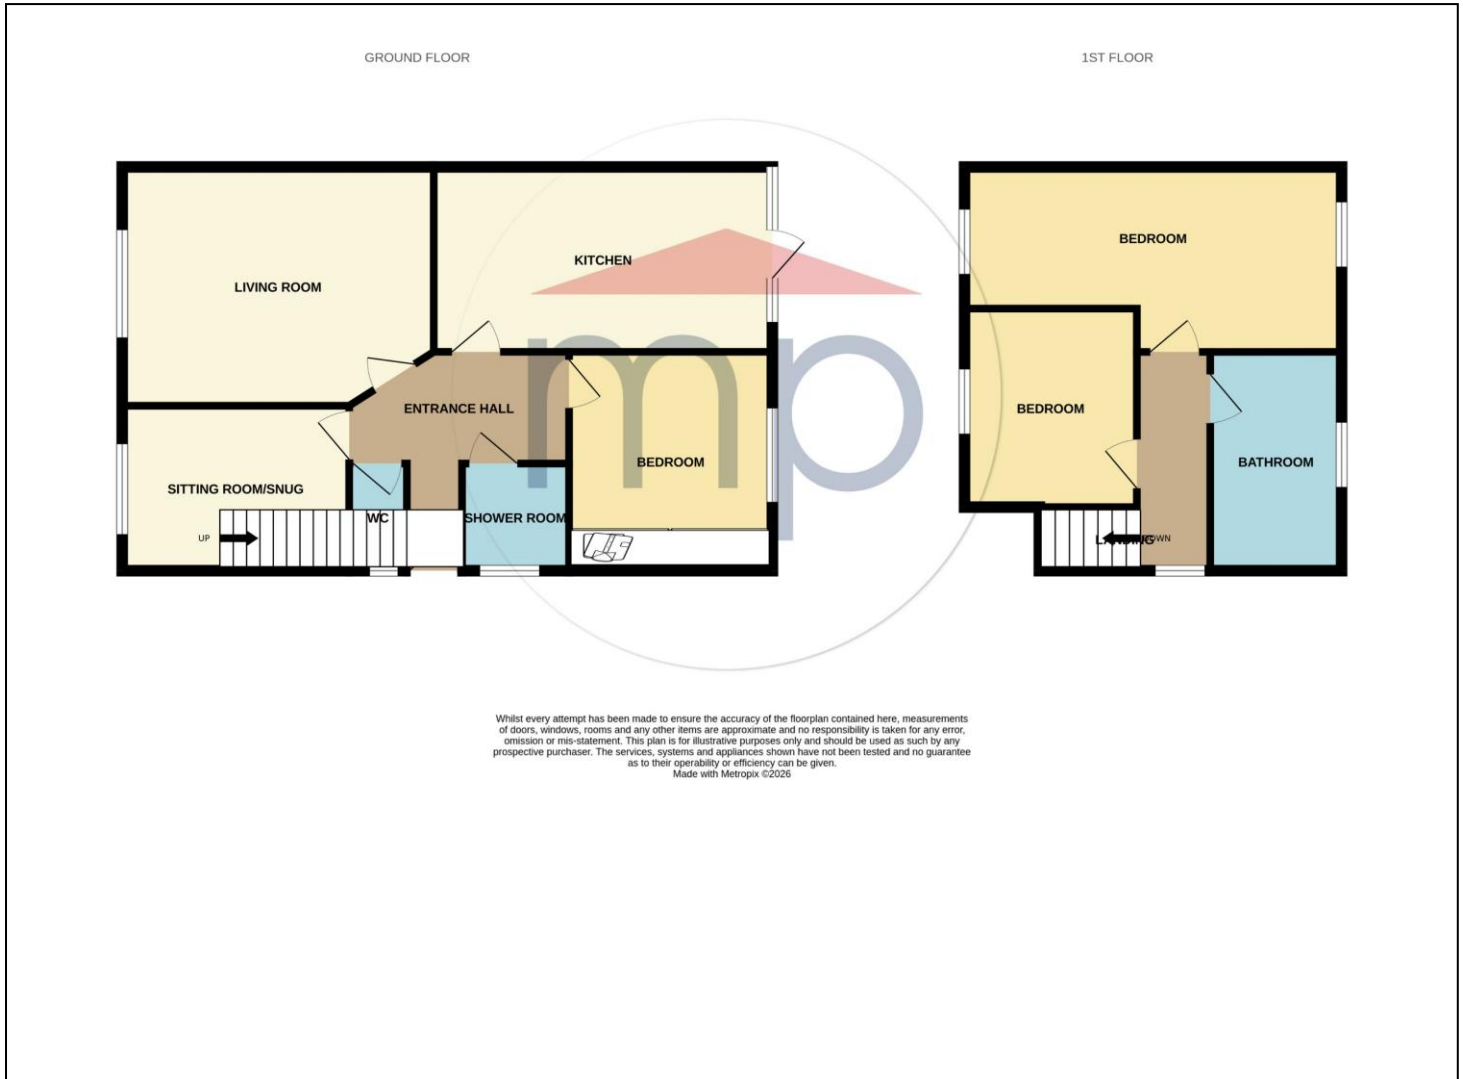 GROUND FLOOR
1ST FLOOR
BEDROOM
KITCHEN
LIVING ROOM
ENTRANCE HALL
BEDROOM
BEDROOM
BATHROOM
SITTING ROOM/SNUG
WC
SHOWER ROOM
UP
LANDING
DOWN
mp
Whilst every attempt has been made to ensure the accuracy of the floorplan contained here, measurements
of doors, windows, rooms and any other items are approximate and no responsibility is taken for any error,
omission or mis-statement. This plan is for illustrative purposes only and should be used as such by any
prospective purchaser. The services, systems and appliances shown have not been tested and no guarantee
as to their operability or efficiency can be given.
Made with Metropix ©2026